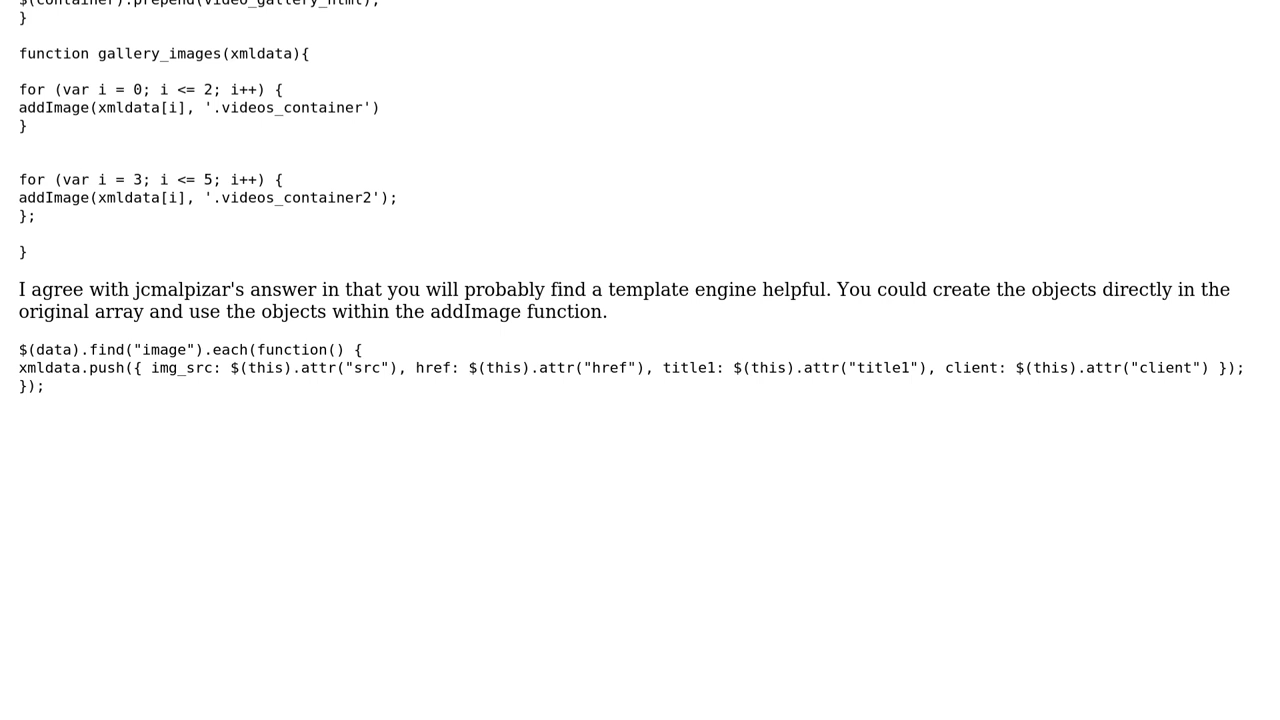 $(container).prepend(video_gallery_html);
}
function gallery_images(xmldata){
for (var i = 0; i <= 2; i++) {
addImage(xmldata[i], '.videos_container')
}
for (var i = 3; i <= 5; i++) {
addImage(xmldata[i], '.videos_container2');
};
}
I agree with jcmalpizar's answer in that you will probably find a template engine helpful. You could create the objects directly in the
original array and use the objects within the addImage function.
$(data).find("image").each(function() {
xmldata.push({ img_src: $(this).attr("src"), href: $(this).attr("href"), title1: $(this).attr("title1"), client: $(this).attr("client") });
});